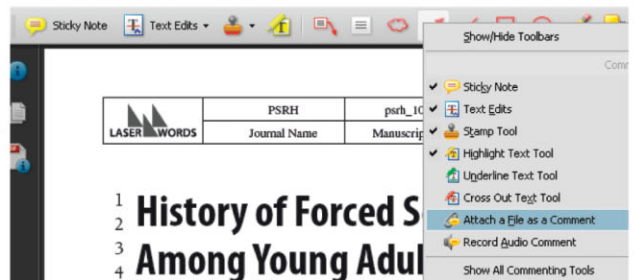 Sticky Note Text Edits
Show/Hide Toolbars
Sticky Note
Text Edits
Stamp Tool
Highlight Text Tool
Underline Text Tool
Cross Out Text Tool
Attach a File as a Comment
Record Audio Comment
Show All Commenting Tools
LASER WORDS
PSRH
Journal Name
Manuscrip
1
2 History of Forced S
3
4 Among Young Adul